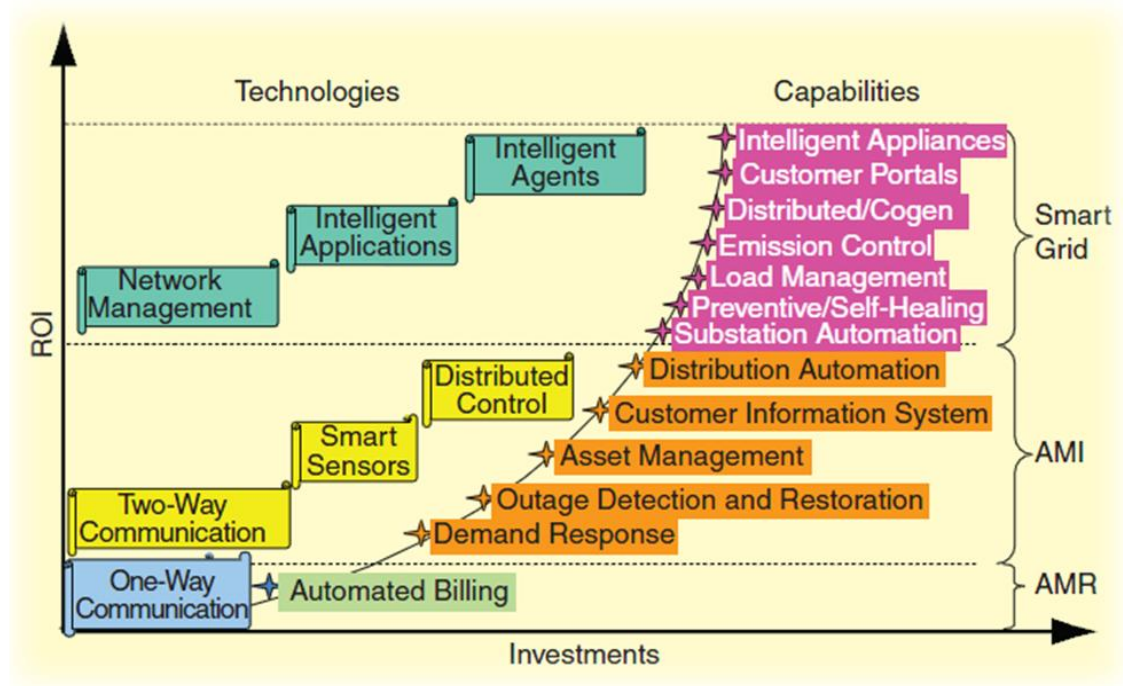 Technologies
Capabilities
Intelligent
Agents
Intelligent
Applications
Network
Management
Intelligent Appliances
Customer Portals
Distributed/Cogen
Emission Control
Load Management
Preventive/Self-Healing
Substation Automation
Smart
Grid
ROI
Distributed
Control
Smart
Sensors
Two-Way
Communication
Distribution Automation
Customer Information System
Asset Management
Outage Detection and Restoration
Demand Response
AMI
One-Way
Communication
Automated Billing
AMR
Investments